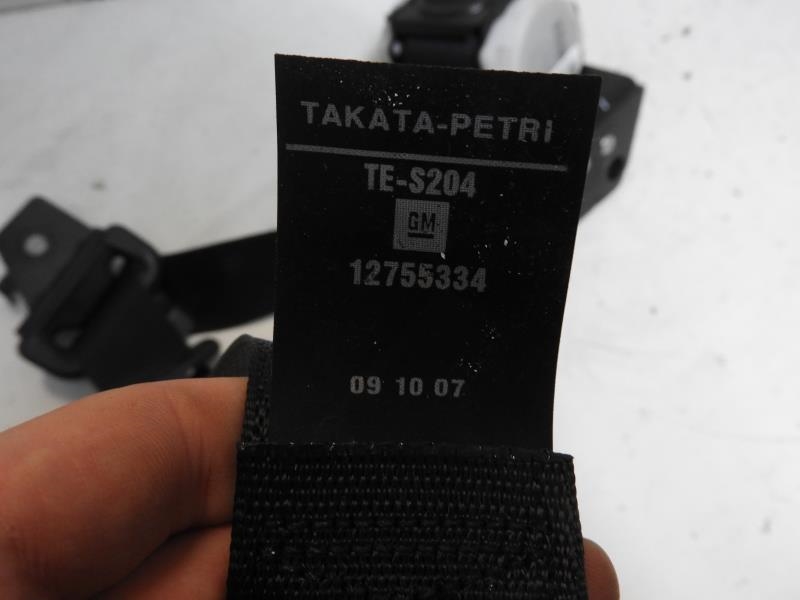 TAKATA-PETRI
TE-S204
GM
12755334
09 10 07